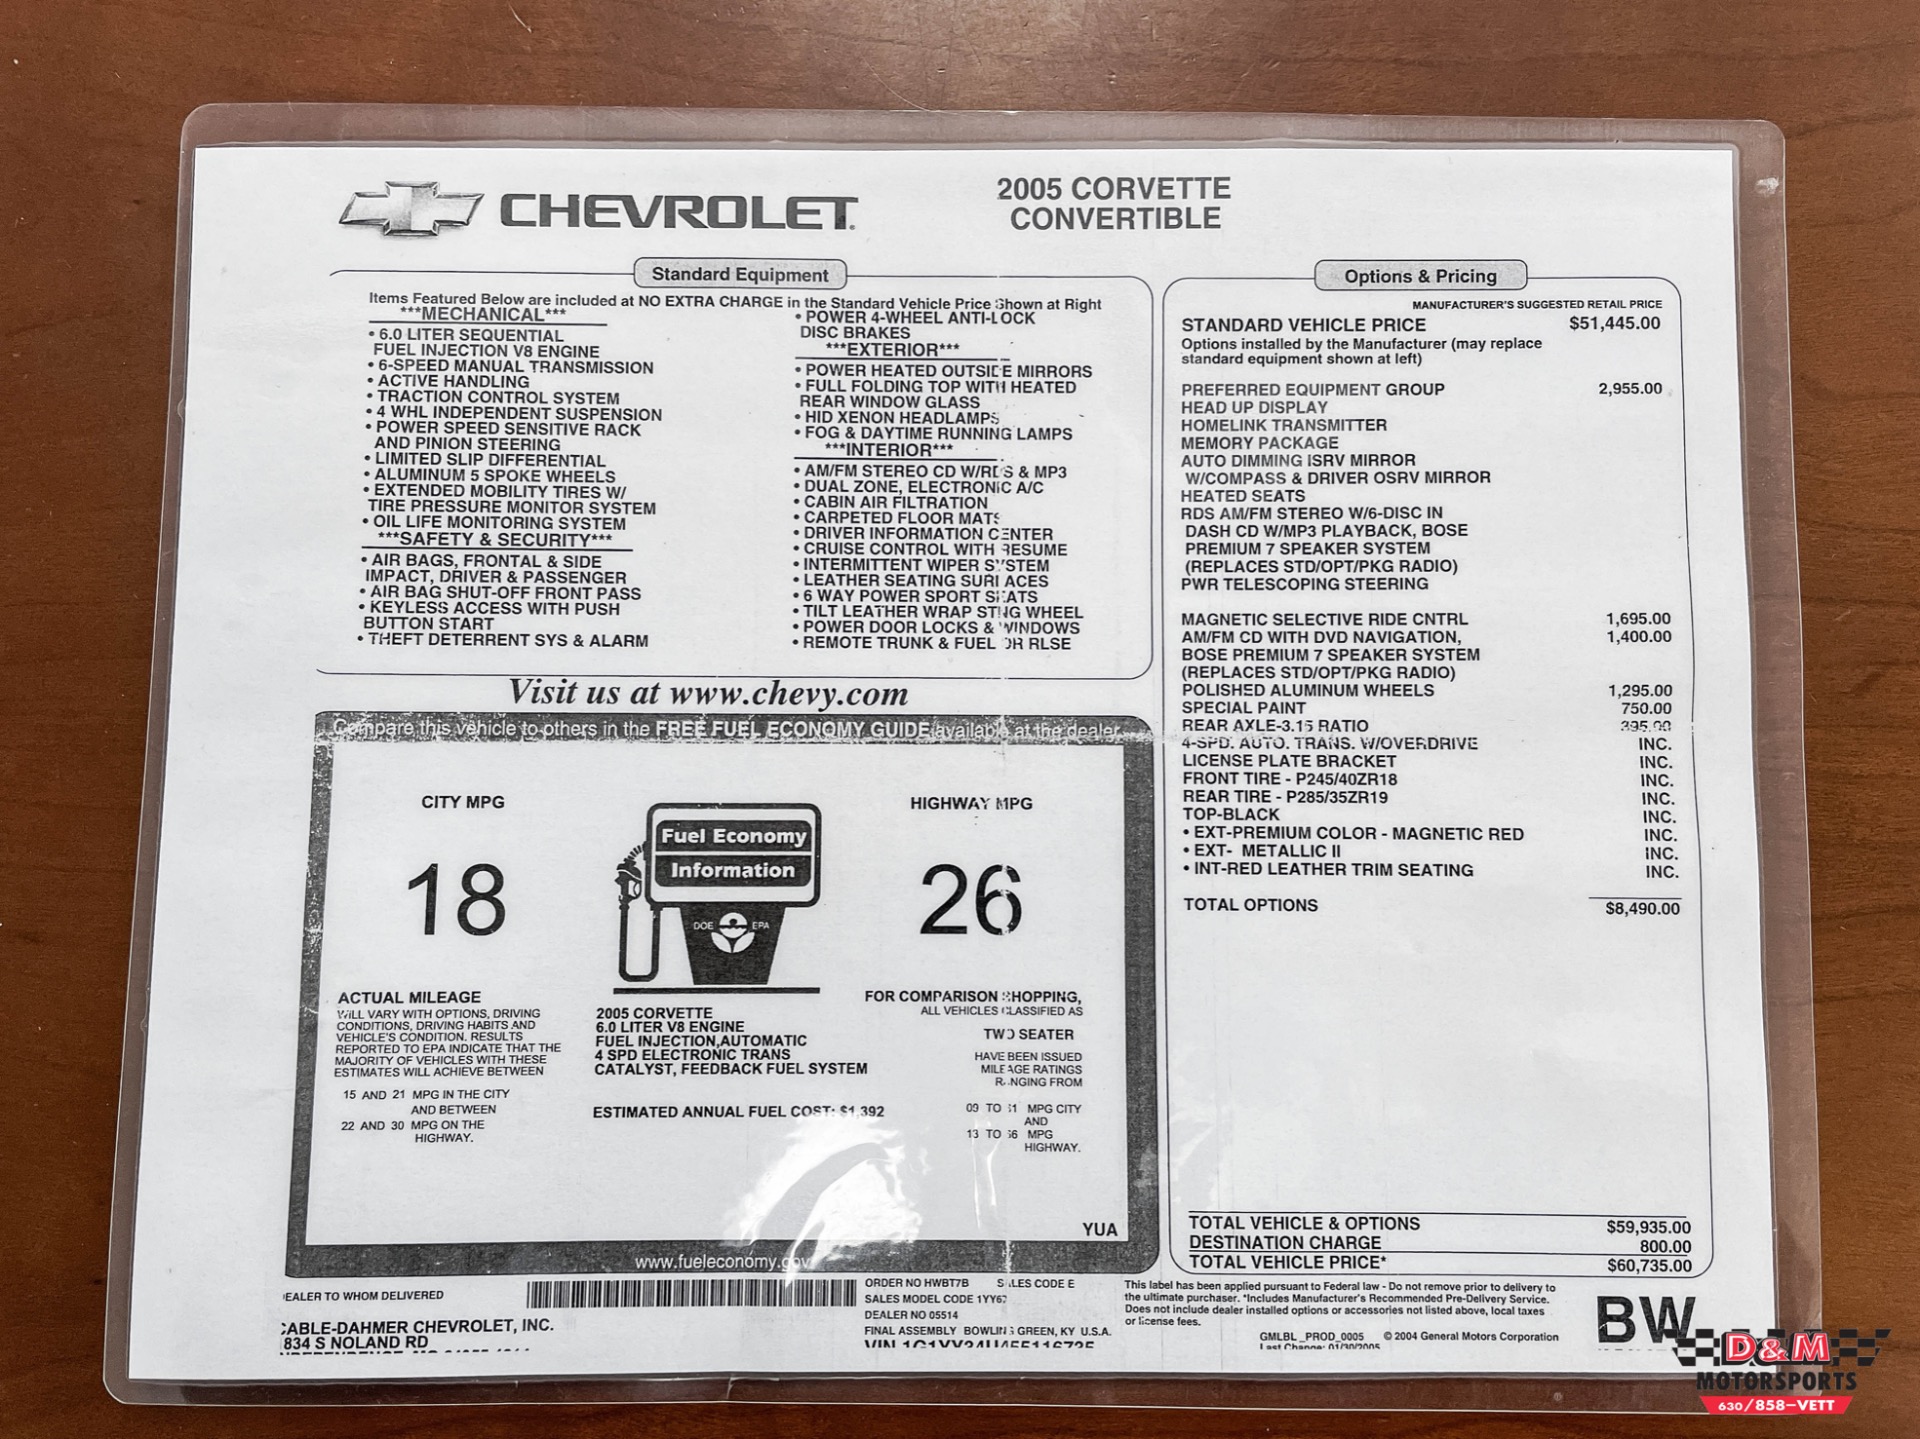 CHEVROLET
2005 CORVETTE
CONVERTIBLE
Standard Equipment
Items Featured Below are included at NO EXTRA CHARGE in the Standard Vehicle Price Shown at Right
***MECHANICAL***
• 6.0 LITER SEQUENTIAL
FUEL INJECTION V8 ENGINE
• 6-SPEED MANUAL TRANSMISSION
• ACTIVE HANDLING
• TRACTION CONTROL SYSTEM
• 4 WHL INDEPENDENT SUSPENSION
• POWER SPEED SENSITIVE RACK
AND PINION STEERING
• LIMITED SLIP DIFFERENTIAL
• ALUMINUM 5 SPOKE WHEELS
• EXTENDED MOBILITY TIRES W/
TIRE PRESSURE MONITOR SYSTEM
• OIL LIFE MONITORING SYSTEM
***SAFETY & SECURITY***
• AIR BAGS, FRONTAL & SIDE
IMPACT, DRIVER & PASSENGER
• AIR BAG SHUT-OFF FRONT PASS
• KEYLESS ACCESS WITH PUSH
BUTTON START
• THEFT DETERRENT SYS & ALARM
• POWER 4-WHEEL ANTI-LOCK
DISC BRAKES
***EXTERIOR***
• POWER HEATED OUTSIDE MIRRORS
• FULL FOLDING TOP WITH HEATED
REAR WINDOW GLASS
• HID XENON HEADLAMPS
• FOG & DAYTIME RUNNING LAMPS
***INTERIOR***
• AM/FM STEREO CD W/RDS & MP3
• DUAL ZONE, ELECTRONIC A/C
• CABIN AIR FILTRATION
• CARPETED FLOOR MATS
• DRIVER INFORMATION CENTER
• CRUISE CONTROL WITH RESUME
• INTERMITTENT WIPER SYSTEM
• LEATHER SEATING SURFACES
• 6 WAY POWER SPORT SEATS
• TILT LEATHER WRAP STNG WHEEL
• POWER DOOR LOCKS & WINDOWS
• REMOTE TRUNK & FUEL DR RLSE
Visit us at www.chevy.com
Compare this vehicle to others in the FREE FUEL ECONOMY GUIDE available at the dealer.
CITY MPG
18
Fuel Economy
Information
DOE EPA
HIGHWAY MPG
26
ACTUAL MILEAGE
WILL VARY WITH OPTIONS, DRIVING
CONDITIONS, DRIVING HABITS AND
VEHICLE'S CONDITION. RESULTS
REPORTED TO EPA INDICATE THAT THE
MAJORITY OF VEHICLES WITH THESE
ESTIMATES WILL ACHIEVE BETWEEN
15 AND 21 MPG IN THE CITY
AND BETWEEN
22 AND 30 MPG ON THE
HIGHWAY.
2005 CORVETTE
6.0 LITER V8 ENGINE
FUEL INJECTION,AUTOMATIC
4 SPD ELECTRONIC TRANS
CATALYST, FEEDBACK FUEL SYSTEM
ESTIMATED ANNUAL FUEL COST: $1,392
FOR COMPARISON SHOPPING,
ALL VEHICLES CLASSIFIED AS
TWO SEATER
HAVE BEEN ISSUED
MILEAGE RATINGS
RANGING FROM
09 TO MPG CITY
AND
13 TO MPG
HIGHWAY.
YUA
www.fueleconomy.gov
Options & Pricing
MANUFACTURER'S SUGGESTED RETAIL PRICE
STANDARD VEHICLE PRICE $51,445.00
Options installed by the Manufacturer (may replace
standard equipment shown at left)
PREFERRED EQUIPMENT GROUP 2,955.00
HEAD UP DISPLAY
HOMELINK TRANSMITTER
MEMORY PACKAGE
AUTO DIMMING ISRV MIRROR
W/COMPASS & DRIVER OSRV MIRROR
HEATED SEATS
RDS AM/FM STEREO W/6-DISC IN
DASH CD W/MP3 PLAYBACK, BOSE
PREMIUM 7 SPEAKER SYSTEM
(REPLACES STD/OPT/PKG RADIO)
PWR TELESCOPING STEERING
MAGNETIC SELECTIVE RIDE CNTRL 1,695.00
AM/FM CD WITH DVD NAVIGATION, 1,400.00
BOSE PREMIUM 7 SPEAKER SYSTEM
(REPLACES STD/OPT/PKG RADIO)
POLISHED ALUMINUM WHEELS 1,295.00
SPECIAL PAINT 750.00
REAR AXLE-3.15 RATIO 395.00
4-SPD. AUTO. TRANS. W/OVERDRIVE INC.
LICENSE PLATE BRACKET INC.
FRONT TIRE - P245/40ZR18 INC.
REAR TIRE - P285/35ZR19 INC.
TOP-BLACK INC.
• EXT-PREMIUM COLOR - MAGNETIC RED INC.
• EXT- METALLIC II INC.
• INT-RED LEATHER TRIM SEATING INC.
TOTAL OPTIONS $8,490.00
TOTAL VEHICLE & OPTIONS $59,935.00
DESTINATION CHARGE 800.00
TOTAL VEHICLE PRICE* $60,735.00
EALER TO WHOM DELIVERED
CABLE-DAHMER CHEVROLET, INC.
834 S NOLAND RD
ORDER NO HWBT7B SALES CODE E
SALES MODEL CODE 1YY67
DEALER NO 05514
FINAL ASSEMBLY BOWLING GREEN, KY U.S.A.
VIN
This label has been applied pursuant to Federal law - Do not remove prior to delivery to
the ultimate purchaser. *Includes Manufacturer's Recommended Pre-Delivery Service.
Does not include dealer installed options or accessories not listed above, local taxes
or license fees.
GMLBL_PROD_0005 © 2004 General Motors Corporation
Last Change: 01/30/2005
BW
D&M
MOTORSPORTS
630/858-VETT